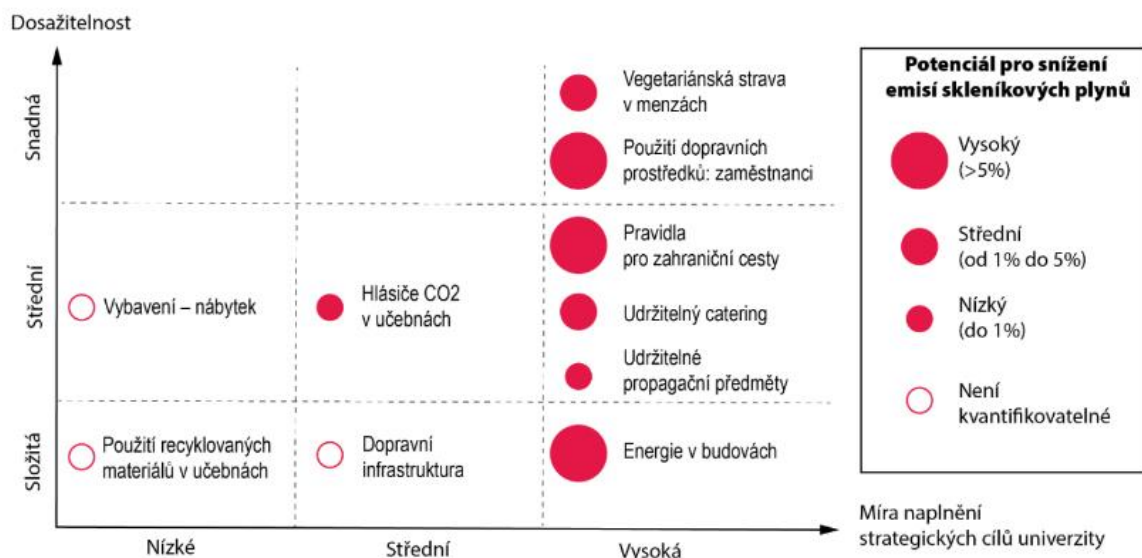 Dosažitelnost
Snadná
Vegetariánská strava
v menzách
Použití dopravních
prostředků: zaměstnanci
Střední
Vybavení – nábytek
Hlásiče CO2
v učebnách
Pravidla
pro zahraniční cesty
Udržitelný catering
Udržitelné
propagační předměty
Složitá
Použití recyklovaných
materiálů v učebnách
Dopravní
infrastruktura
Energie v budovách
Nízké
Střední
Vysoká
Míra naplnění
strategických cílů univerzity
Potenciál pro snížení
emisí skleníkových plynů
Vysoký
(>5%)
Střední
(od 1% do 5%)
Nízký
(do 1%)
Není
kvantifikovatelné